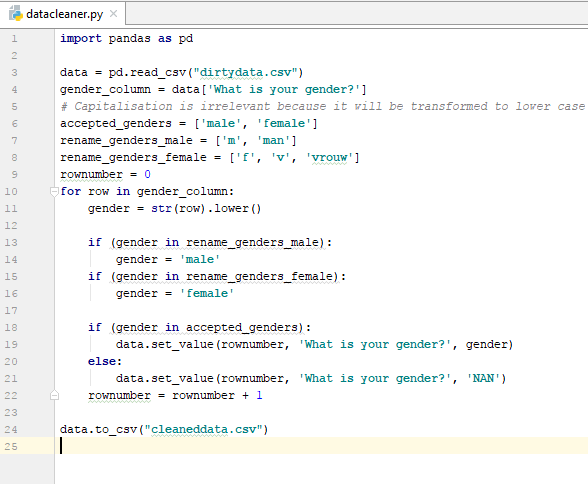 datacleaner.py
1 import pandas as pd
2
3 data = pd.read_csv("dirtydata.csv")
4 gender_column = data['What is your gender?']
5 # Capitalisation is irrelevant because it will be transformed to lower case
6 accepted_genders = ['male', 'female']
7 rename_genders_male = ['m', 'man']
8 rename_genders_female = ['f', 'v', 'vrouw']
9 rownumber = 0
10 for row in gender_column:
11     gender = str(row).lower()
12
13     if (gender in rename_genders_male):
14         gender = 'male'
15     if (gender in rename_genders_female):
16         gender = 'female'
17
18     if (gender in accepted_genders):
19         data.set_value(rownumber, 'What is your gender?', gender)
20     else:
21         data.set_value(rownumber, 'What is your gender?', 'NAN')
22     rownumber = rownumber + 1
23
24 data.to_csv("cleaneddata.csv")
25